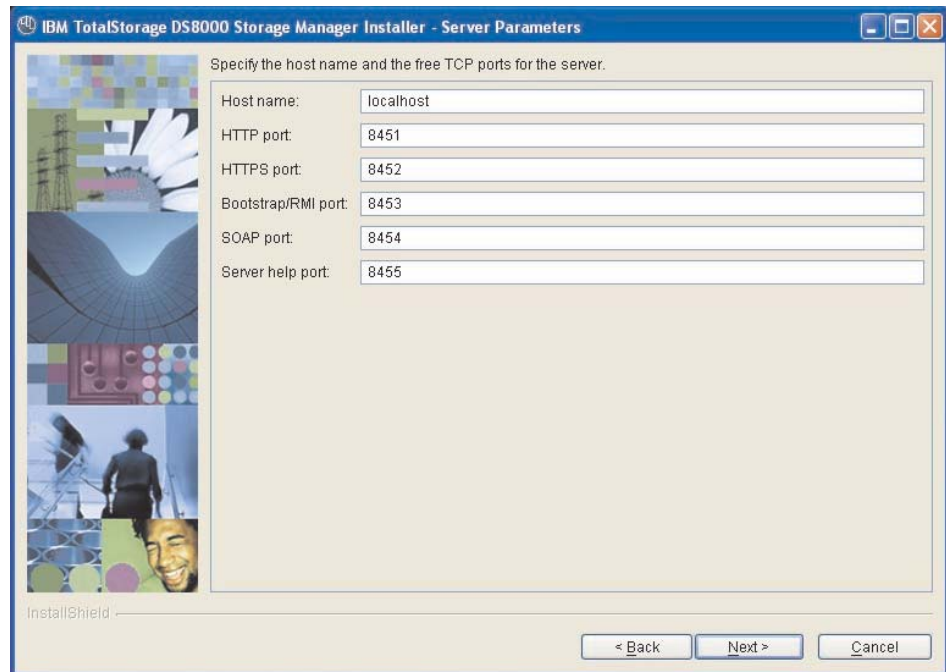 IBM TotalStorage DS8000 Storage Manager Installer - Server Parameters
Specify the host name and the free TCP ports for the server.
Host name: localhost
HTTP port: 8451
HTTPS port: 8452
Bootstrap/RMI port: 8453
SOAP port: 8454
Server help port: 8455
InstallShield
< Back Next > Cancel